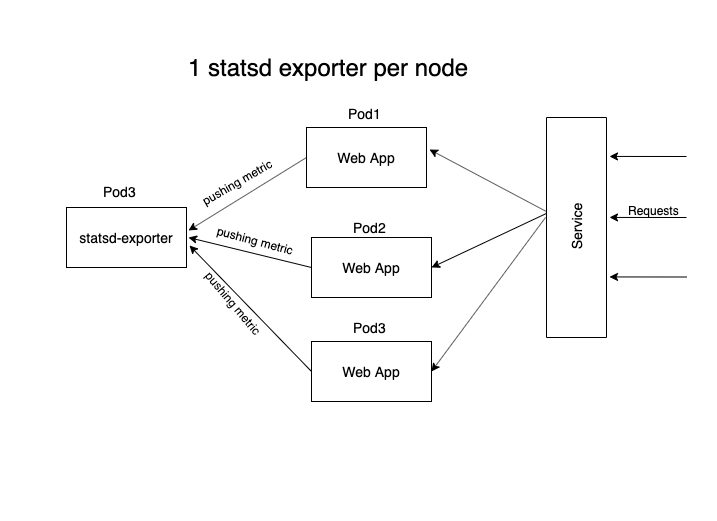 1 statsd exporter per node
Pod1
Web App
pushing metric
Pod3
statsd-exporter
pushing metric
Pod2
Web App
pushing metric
Pod3
Web App
Service
Requests